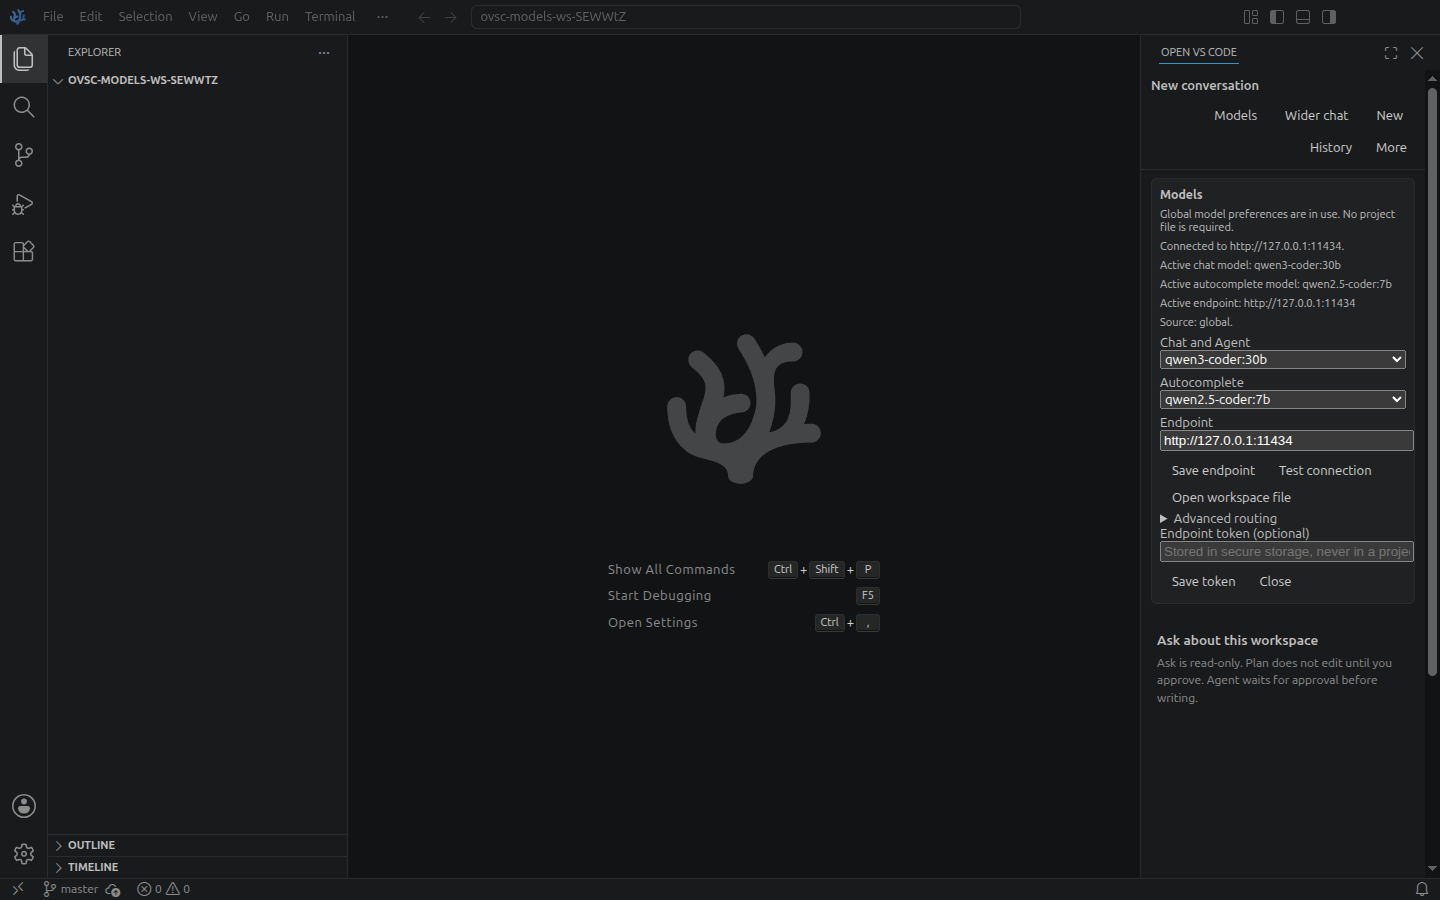 File Edit Selection View Go Run Terminal ··· ovsc-models-ws-SEWWtZ
EXPLORER ···
OVSC-MODELS-WS-SEWWTZ
OUTLINE
TIMELINE
Show All Commands Ctrl + Shift + P
Start Debugging F5
Open Settings Ctrl + ,
OPEN VS CODE
New conversation
Models Wider chat New
History More
Models
Global model preferences are in use. No project
file is required.
Connected to http://127.0.0.1:11434.
Active chat model: qwen3-coder:30b
Active autocomplete model: qwen2.5-coder:7b
Active endpoint: http://127.0.0.1:11434
Source: global.
Chat and Agent
qwen3-coder:30b
Autocomplete
qwen2.5-coder:7b
Endpoint
http://127.0.0.1:11434
Save endpoint Test connection
Open workspace file
Advanced routing
Endpoint token (optional)
Stored in secure storage, never in a proje
Save token Close
Ask about this workspace
Ask is read-only. Plan does not edit until you
approve. Agent waits for approval before
writing.
master 0 0